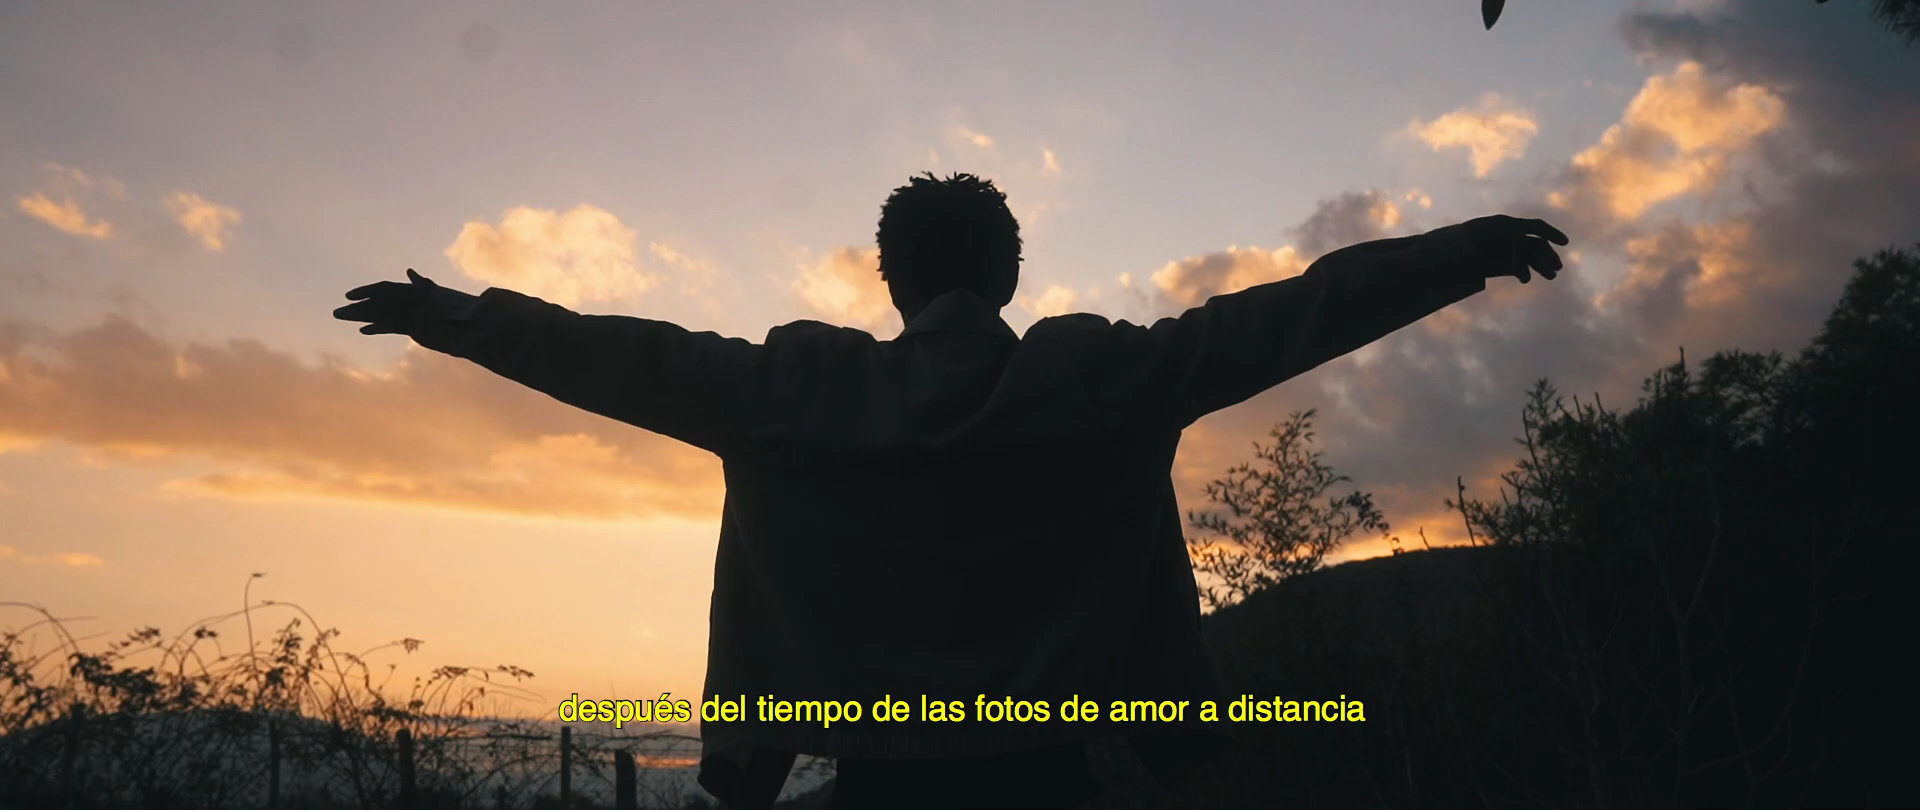 después del tiempo de las fotos de amor a distancia